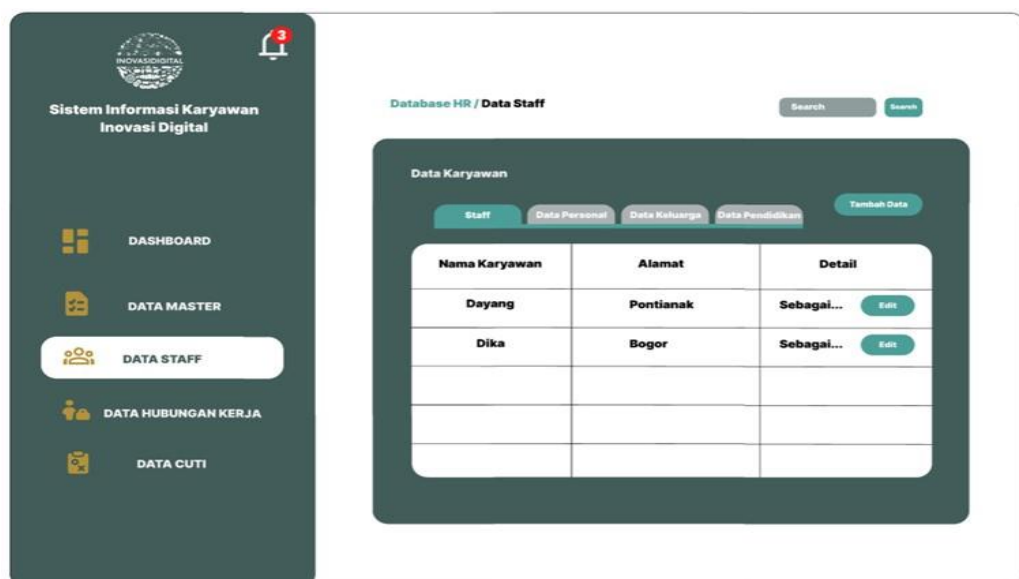 INOVASIDIGITAL
3
Sistem Informasi Karyawan
Inovasi Digital
DASHBOARD
DATA MASTER
DATA STAFF
DATA HUBUNGAN KERJA
DATA CUTI
Database HR / Data Staff
Search Search
Data Karyawan
Tambah Data
Staff Data Personal Data Keluarga Data Pendidikan
Nama Karyawan Alamat Detail
Dayang Pontianak Sebagai... Edit
Dika Bogor Sebagai... Edit